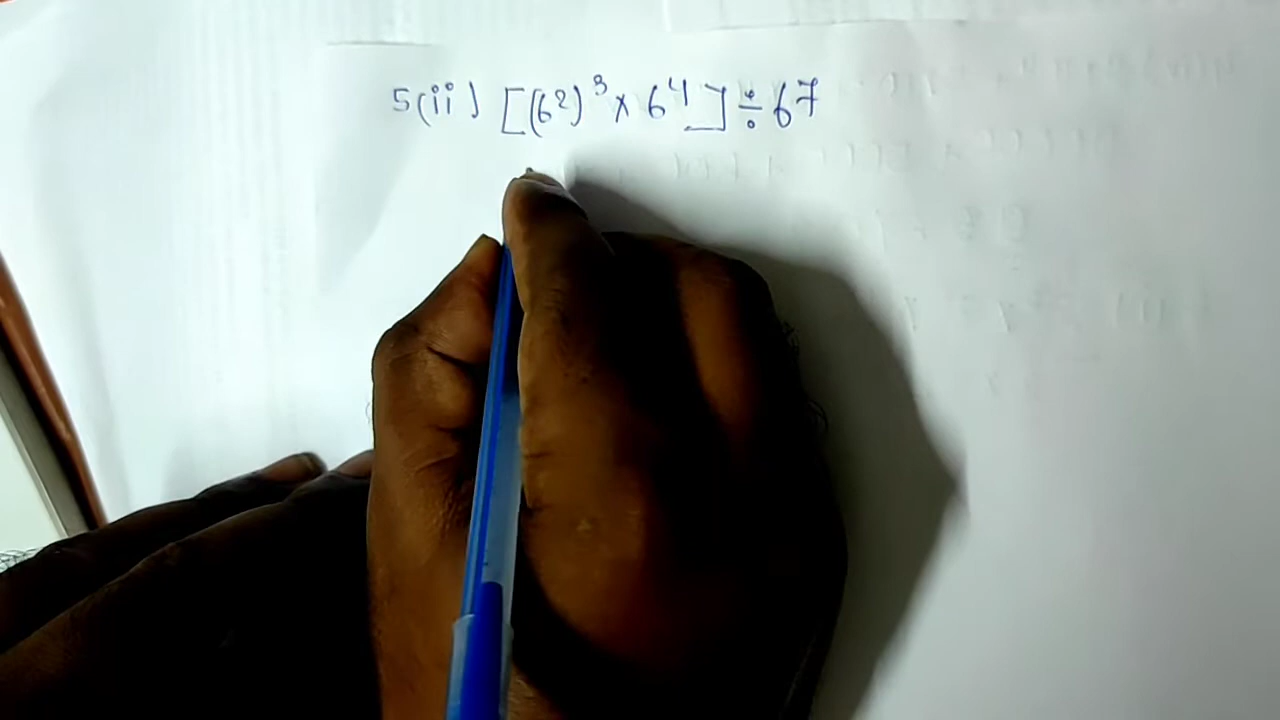 5(ii) [(6²)³ × 6⁴] ÷ 6⁷